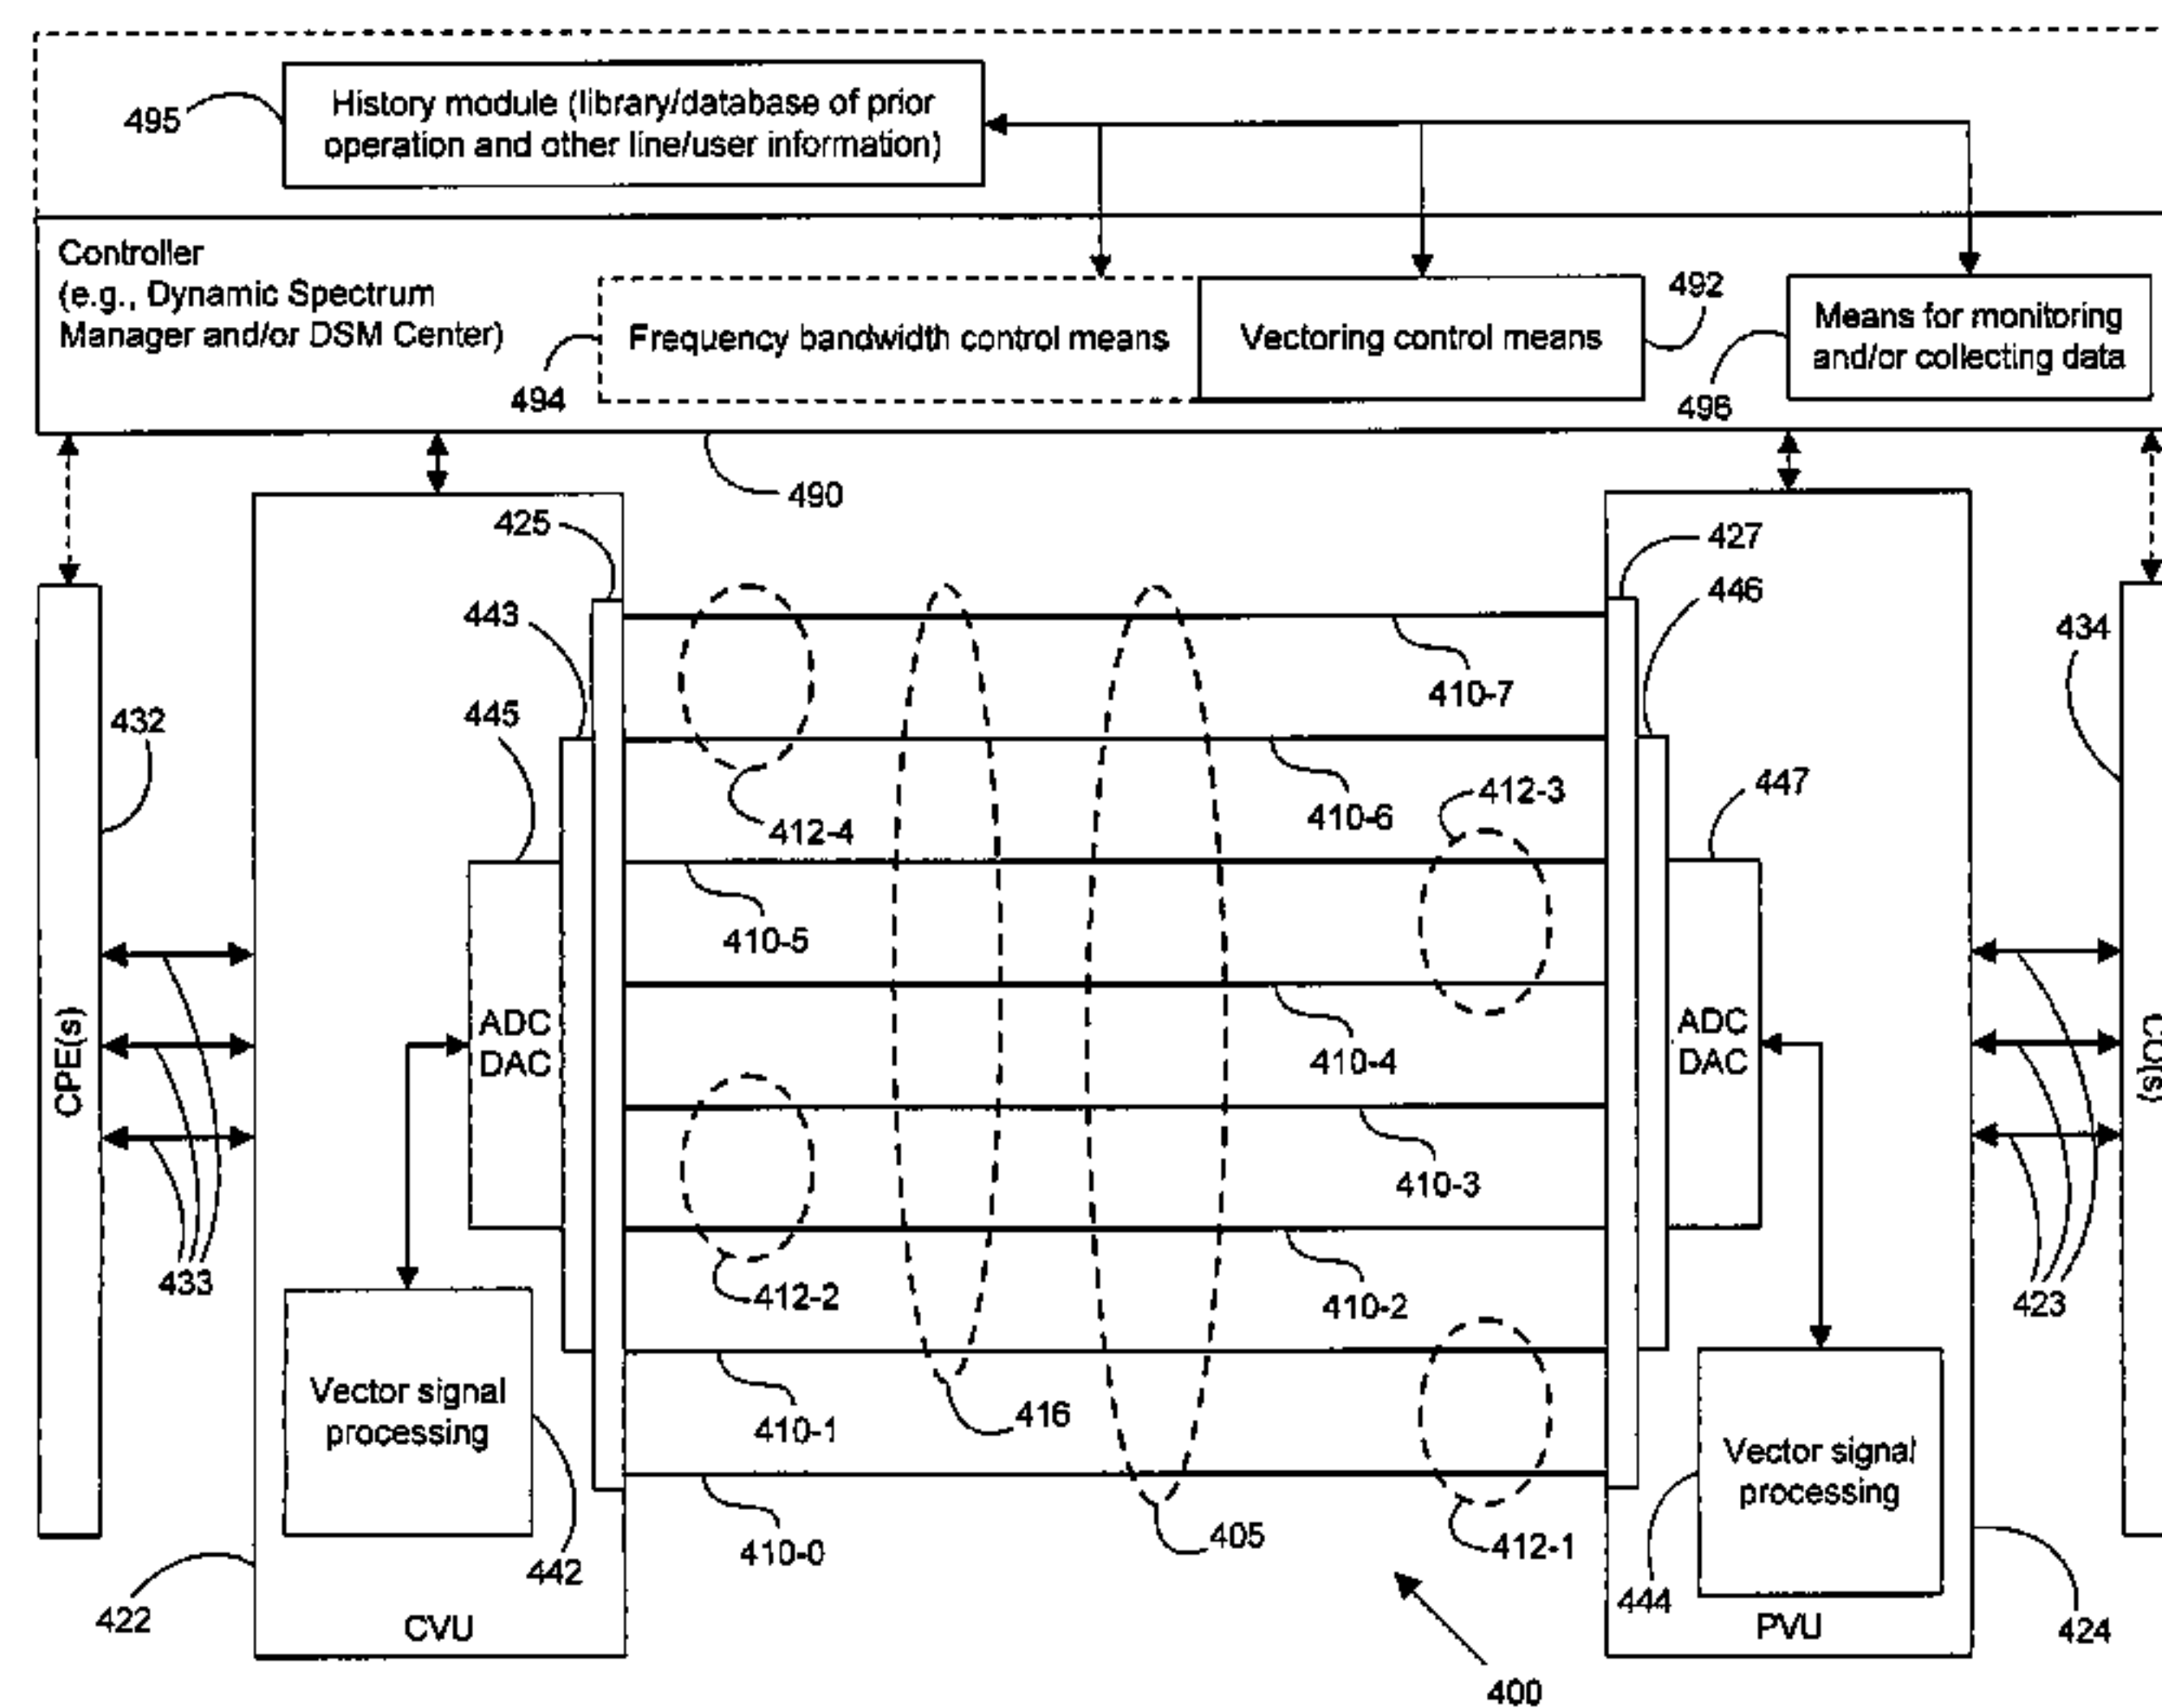 495
History module (library/database of prior
operation and other line/user information)
Controller
(e.g., Dynamic Spectrum
Manager and/or DSM Center)
494
Frequency bandwidth control means
Vectoring control means
492
Means for monitoring
and/or collecting data
496
490
425
427
443
446
434
410-7
445
432
412-3
447
412-4
410-6
410-5
CPE(s)
ADC
DAC
410-4
ADC
DAC
CO(s)
410-3
433
412-2
410-2
423
Vector signal
processing
410-1
416
Vector signal
processing
442
410-0
405
412-1
444
422
CVU
PVU
424
400